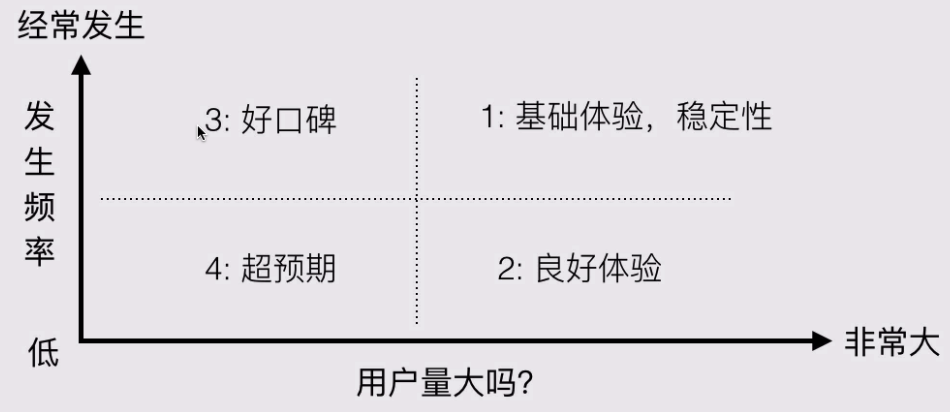 经常发生
发生频率
3: 好口碑
1: 基础体验，稳定性
4: 超预期
2: 良好体验
低
非常大
用户量大吗?